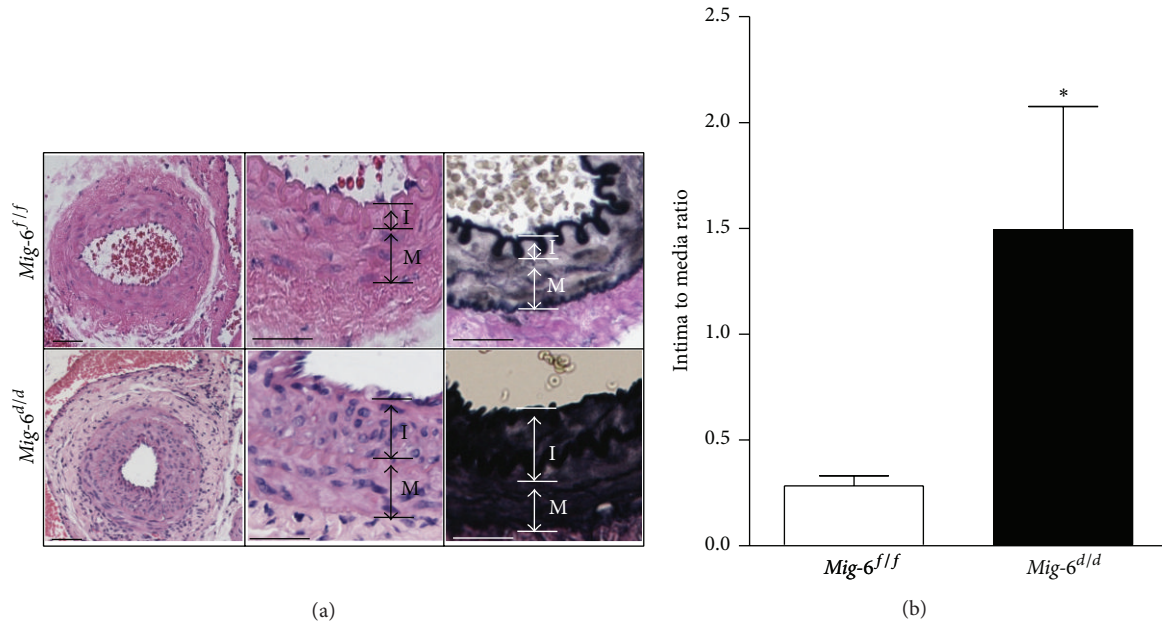 Mig-6f/f
I
M
I
M
Mig-6d/d
I
M
I
M
(a)
Intima to media ratio
2.5
2.0
1.5
1.0
0.5
0.0
*
Mig-6f/f
Mig-6d/d
(b)